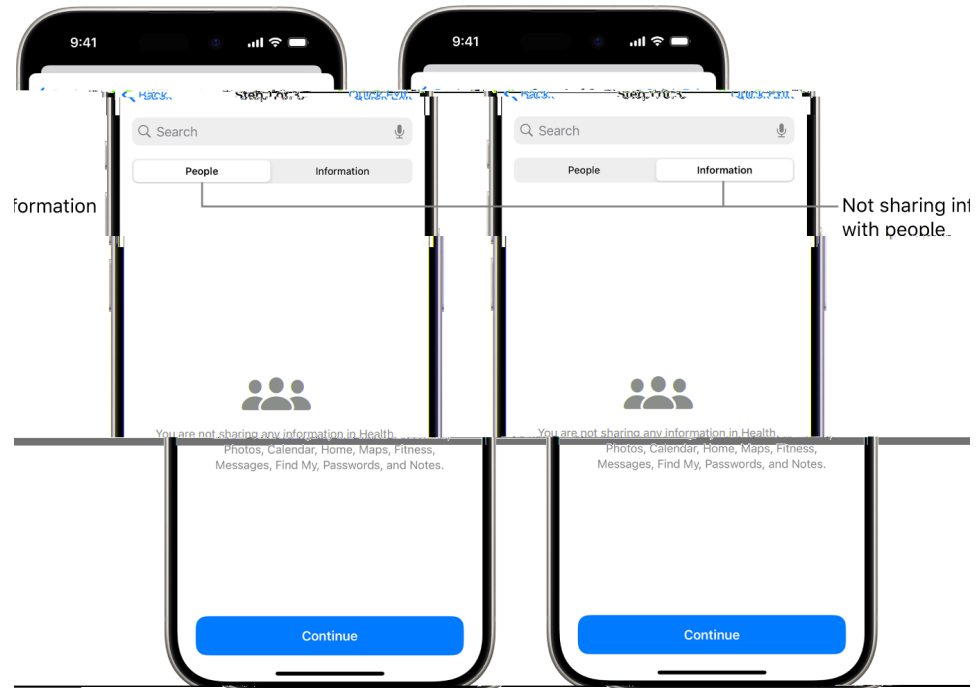 9:41
9:41
Search
Search
People Information
People Information
formation
Not sharing inf
with people.
You are not sharing any information in Health,
You are not sharing any information in Health,
Photos, Calendar, Home, Maps, Fitness,
Messages, Find My, Passwords, and Notes.
Photos, Calendar, Home, Maps, Fitness,
Messages, Find My, Passwords, and Notes.
Continue
Continue